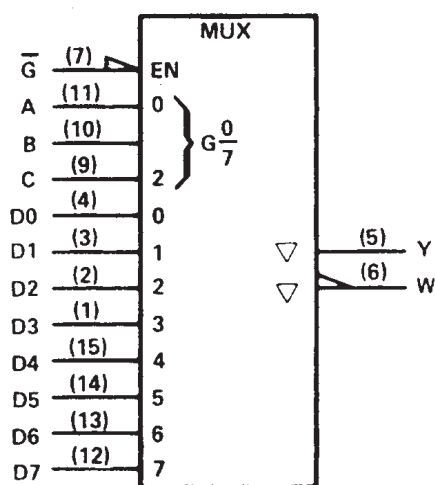 MUX
G̅ (7) EN
A (11) 0
B (10) G 0/7
C (9) 2
D0 (4) 0
D1 (3) 1 ▽ (5) Y
D2 (2) 2 ▽ (6) W
D3 (1) 3
D4 (15) 4
D5 (14) 5
D6 (13) 6
D7 (12) 7